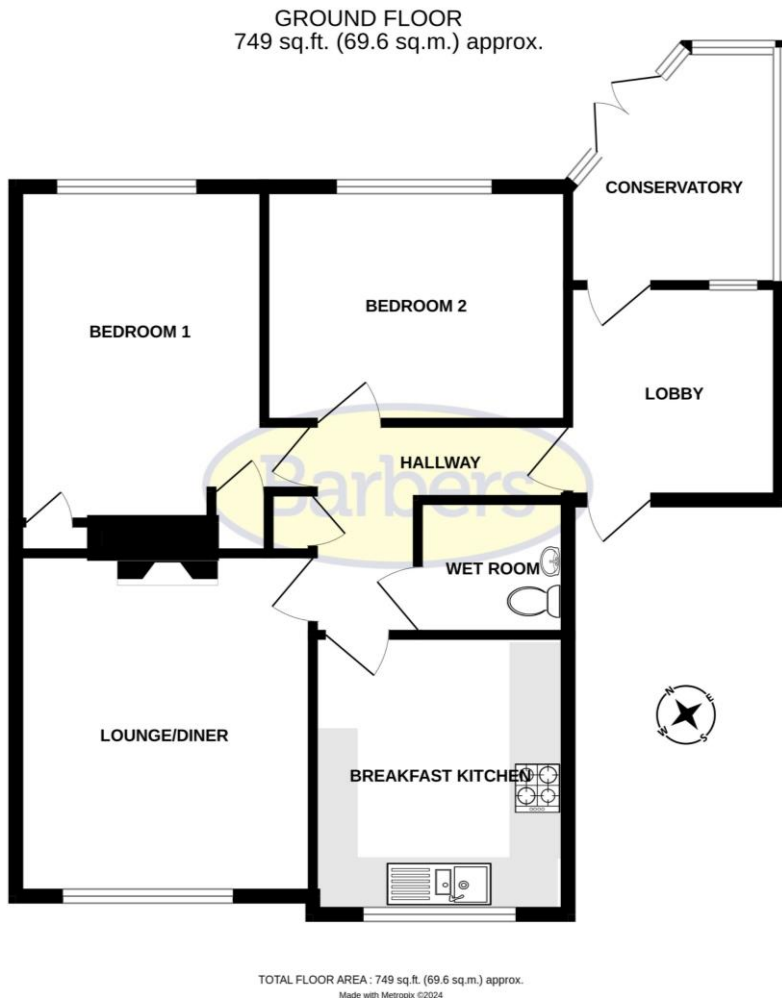 GROUND FLOOR
749 sq.ft. (69.6 sq.m.) approx.
CONSERVATORY
BEDROOM 2
BEDROOM 1
LOBBY
HALLWAY
Barbers
WET ROOM
N
E
W
S
LOUNGE/DINER
BREAKFAST KITCHEN
TOTAL FLOOR AREA : 749 sq.ft. (69.6 sq.m.) approx.
Made with Metropix ©2024